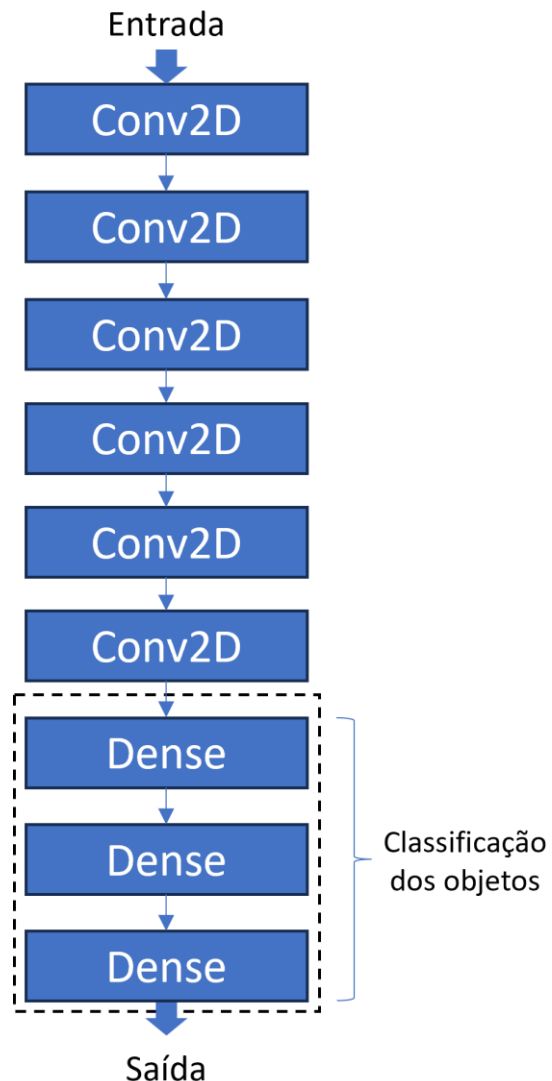 Entrada
Conv2D
Conv2D
Conv2D
Conv2D
Conv2D
Conv2D
Dense
Dense
Dense
Classificação
dos objetos
Saída